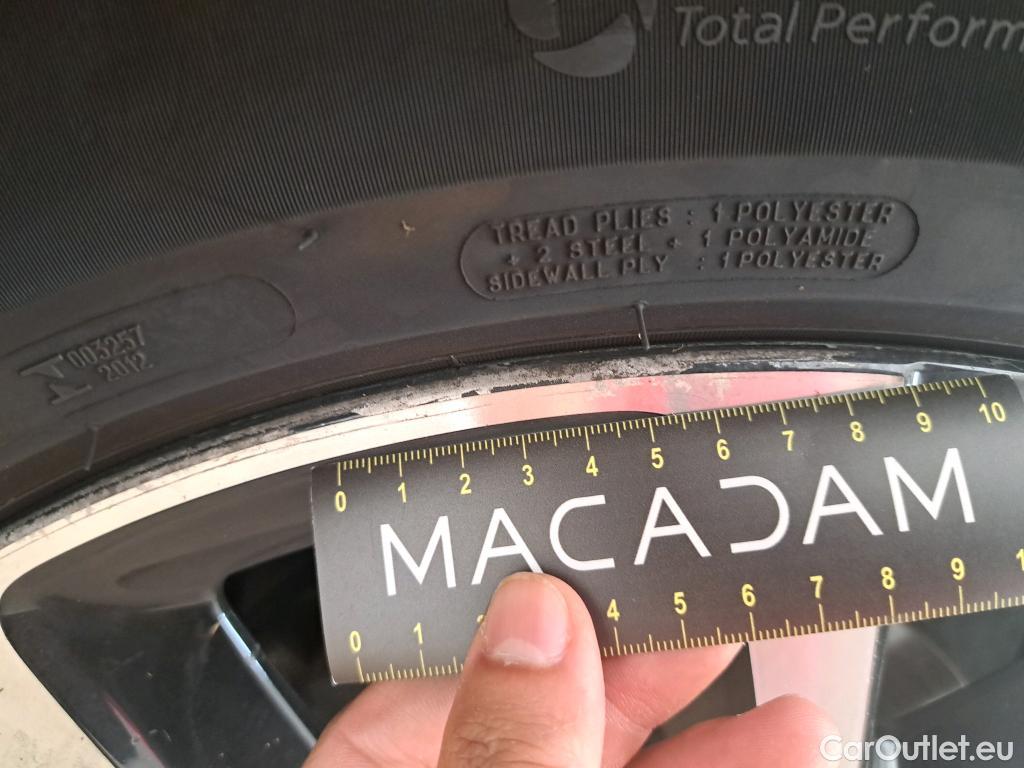 Total Perform
TREAD PLIES : 1 POLYESTER
+ 2 STEEL + 1 POLYAMIDE
SIDEWALL PLY : 1 POLYESTER
003257
2012
0 1 2 3 4 5 6 7 8 9 10
MACADAM
0 1 4 5 6 7 8 9 1
CarOutlet.eu